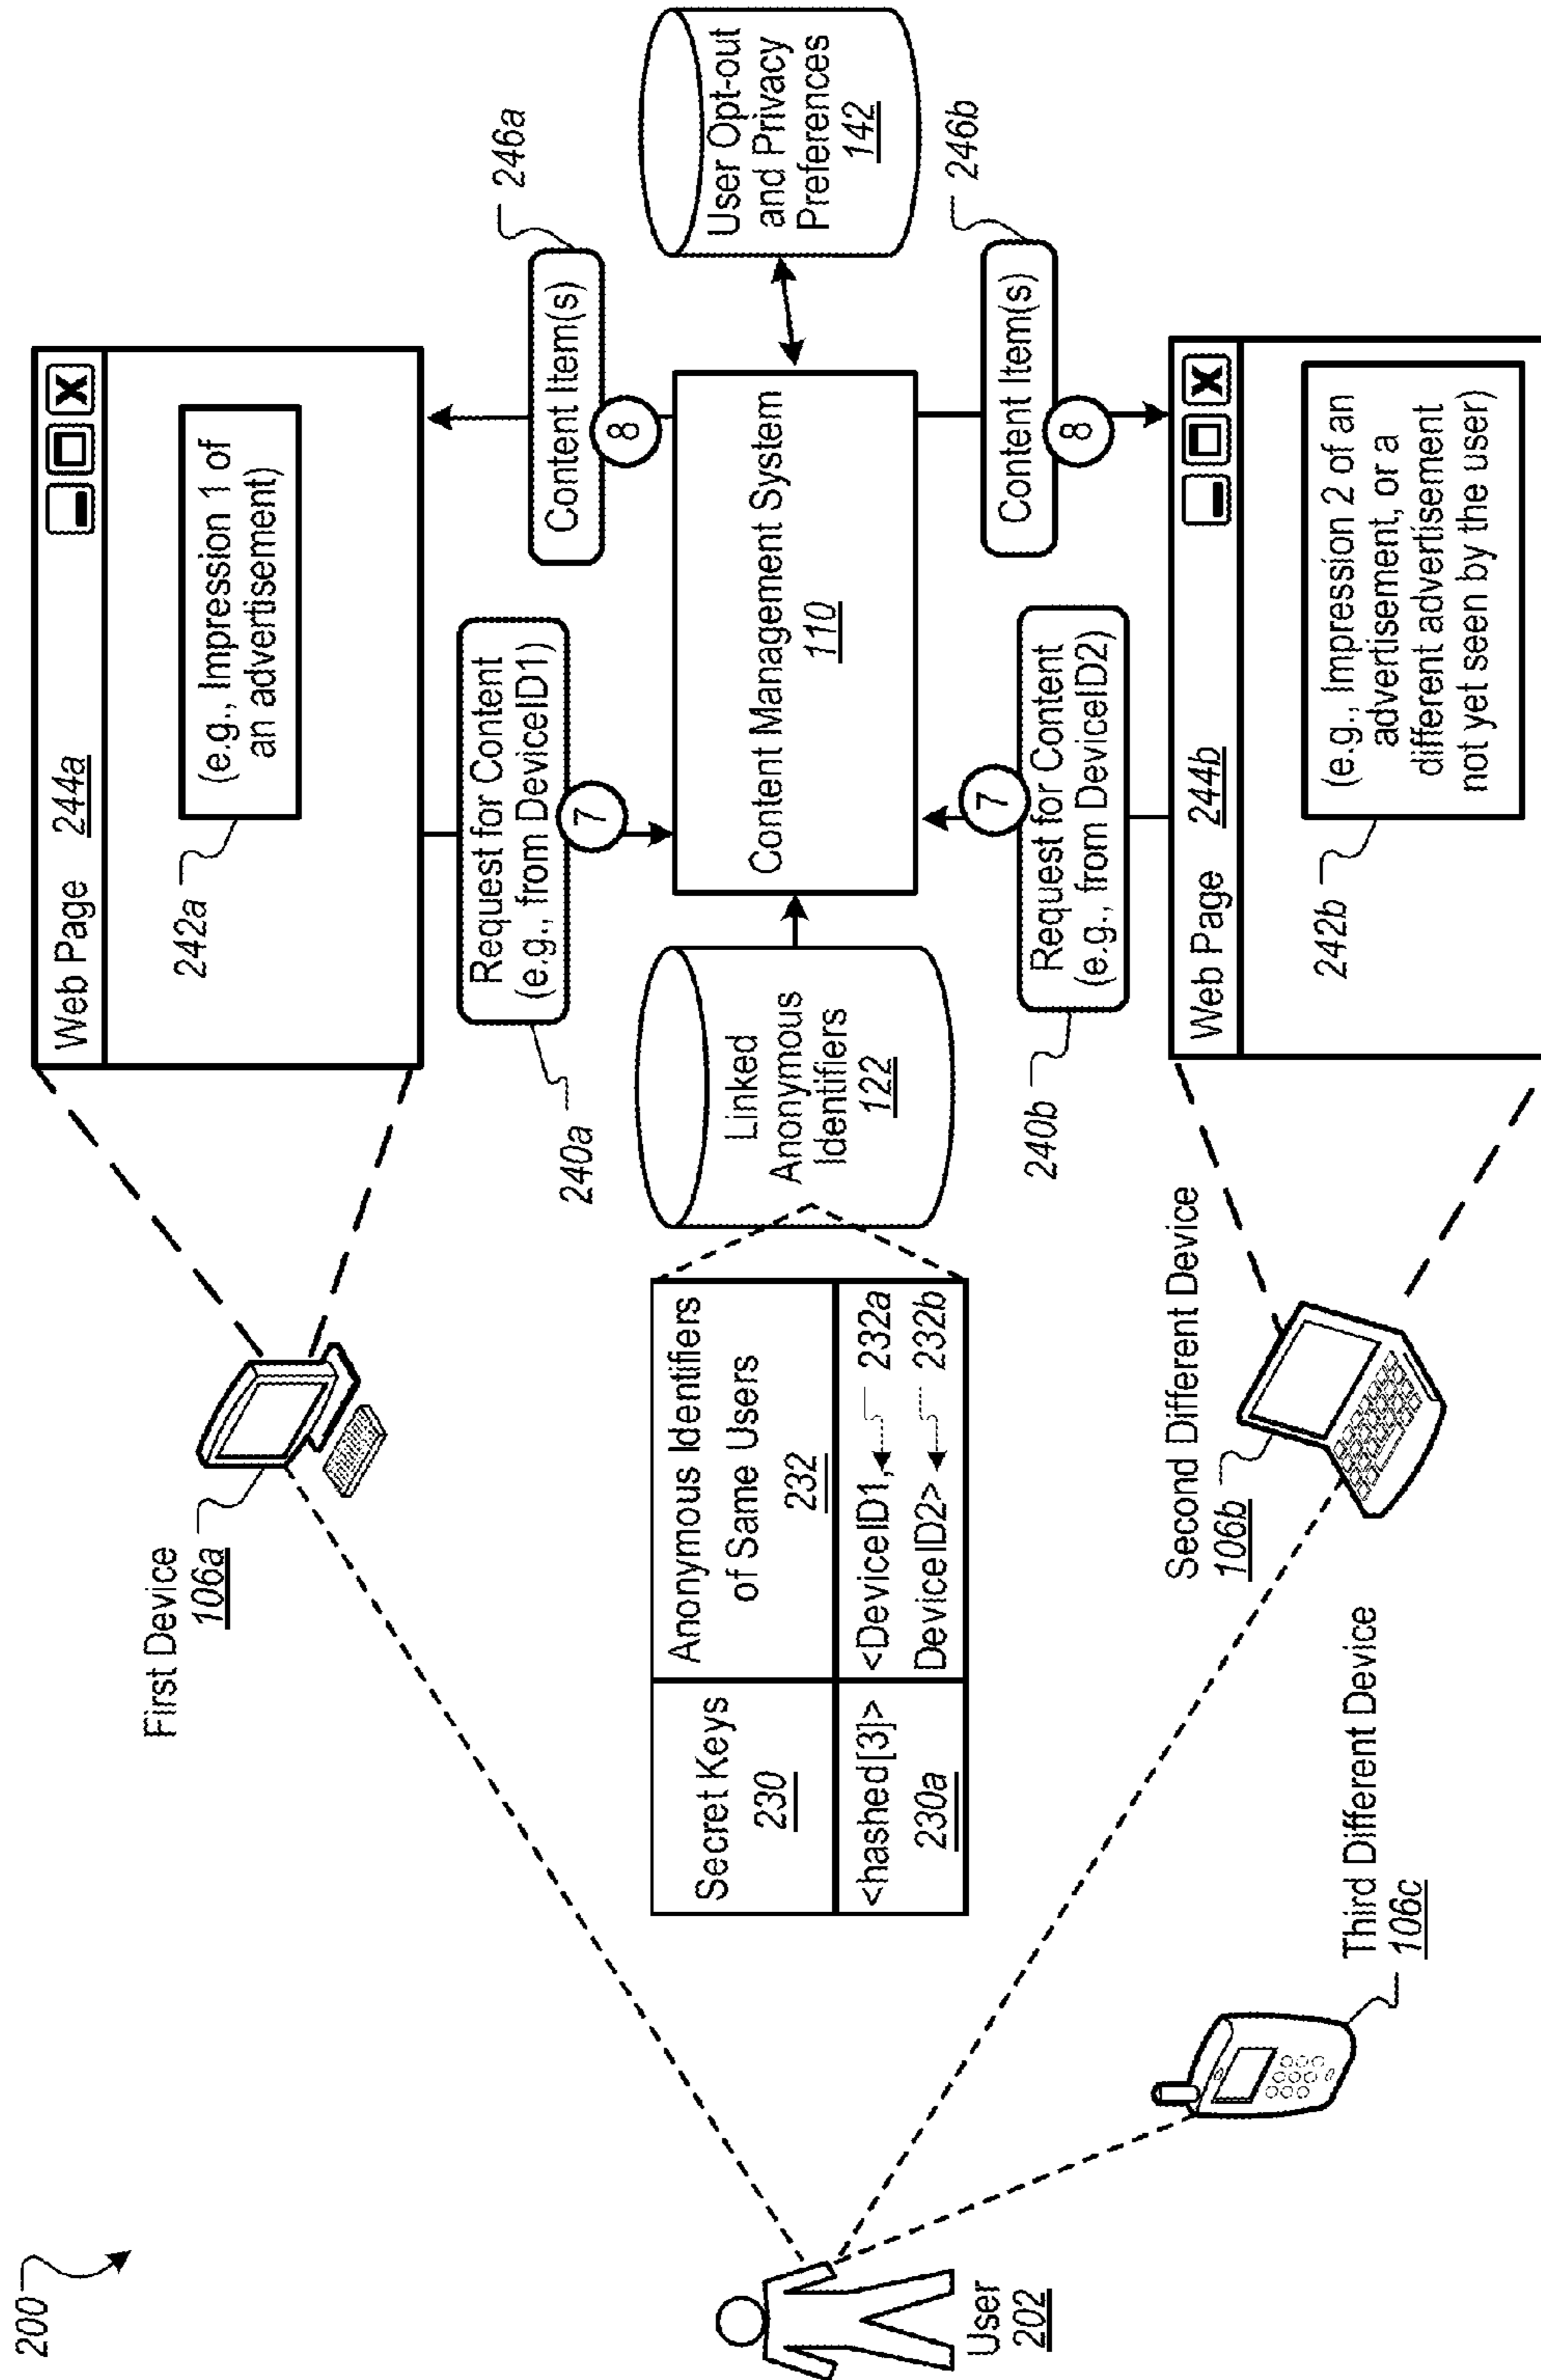 200
User
202
First Device
106a
Second Different Device
106b
Third Different Device
106c
Secret Keys
230
Anonymous Identifiers
of Same Users
232
<hashed[3]>
230a
<DeviceID1, 232a
DeviceID2> 232b
Linked
Anonymous
Identifiers
122
Web Page 244a
242a
(e.g., Impression 1 of
an advertisement)
240a
Request for Content
(e.g., from DeviceID1)
7
Content Item(s)
246a
8
Content Management System
110
User Opt-out
and Privacy
Preferences
142
240b
Request for Content
(e.g., from DeviceID2)
7
Content Item(s)
246b
8
Web Page 244b
242b
(e.g., Impression 2 of an
advertisement, or a
different advertisement
not yet seen by the user)